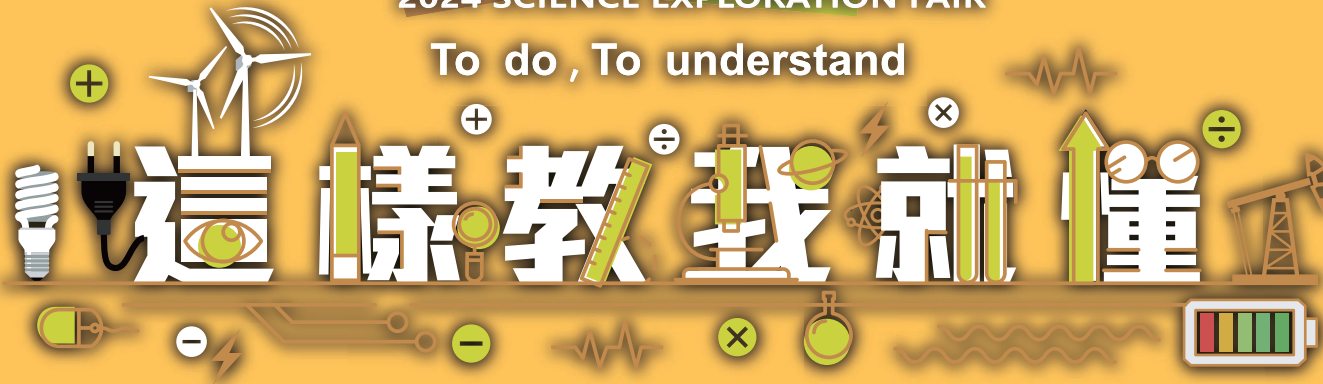 2024 SCIENCE EXPLORATION FAIR
To do , To understand
這樣教我就懂